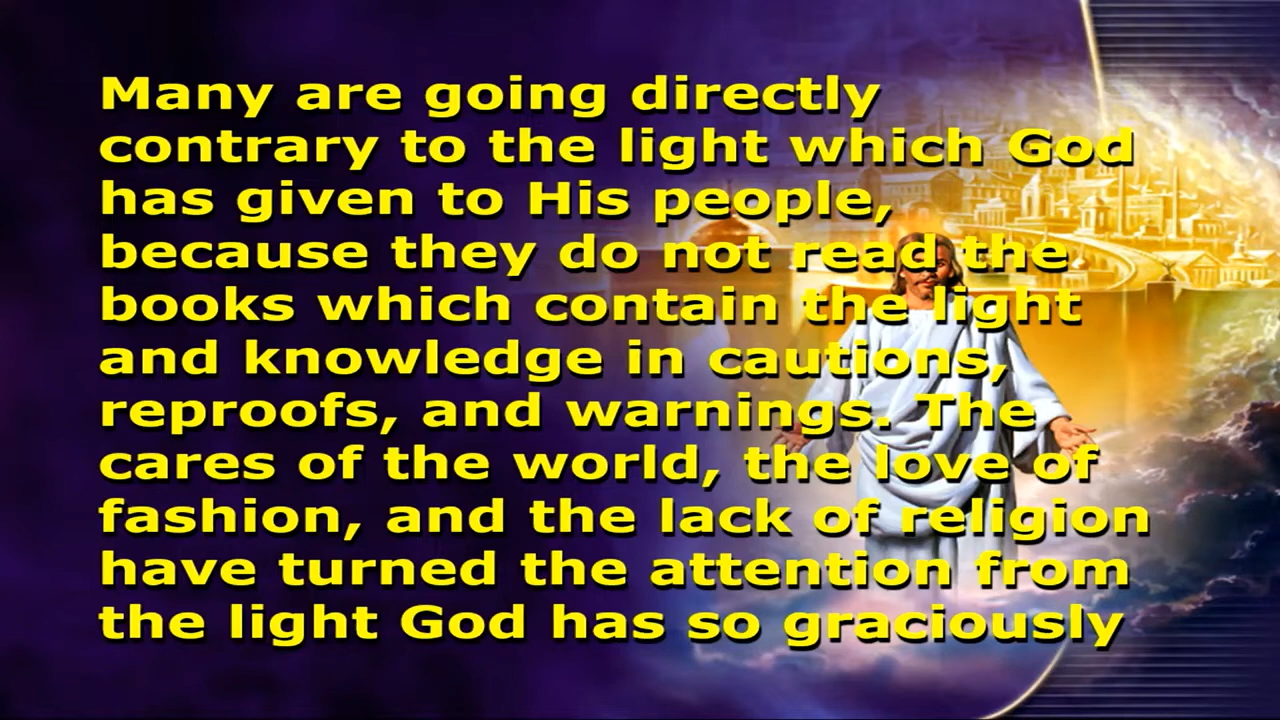 Many are going directly
contrary to the light which God
has given to His people,
because they do not read the
books which contain the light
and knowledge in cautions,
reproofs, and warnings. The
cares of the world, the love of
fashion, and the lack of religion
have turned the attention from
the light God has so graciously